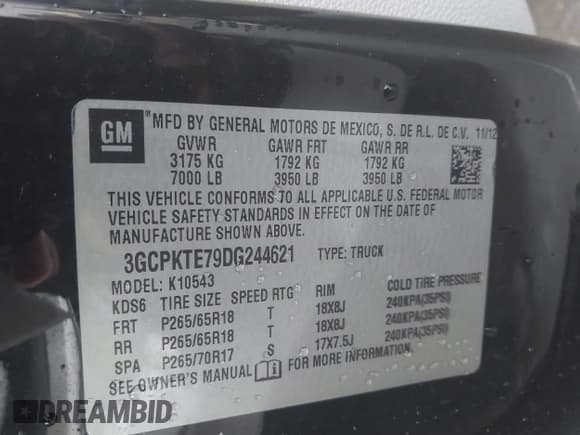 GM
*MFD BY GENERAL MOTORS DE MEXICO, S. DE R.L. DE C.V. 11/12
GVWR GAWR FRT GAWR RR
3175 KG 1792 KG 1792 KG
7000 LB 3950 LB 3950 LB
THIS VEHICLE CONFORMS TO ALL APPLICABLE U.S. FEDERAL MOTOR
VEHICLE SAFETY STANDARDS IN EFFECT ON THE DATE OF
MANUFACTURE SHOWN ABOVE.
3GCPKTE79DG244621 TYPE: TRUCK
MODEL: K10543
KDS6 TIRE SIZE SPEED RTG RIM COLD TIRE PRESSURE
FRT P265/65R18 T 18X8J 240KPA(35PSI)
RR P265/65R18 T 18X8J 240KPA(35PSI)
SPA P265/70R17 S 17X7.5J 240KPA(35PSI)
SEE OWNER'S MANUAL FOR MORE INFORMATION.
DREAMBID